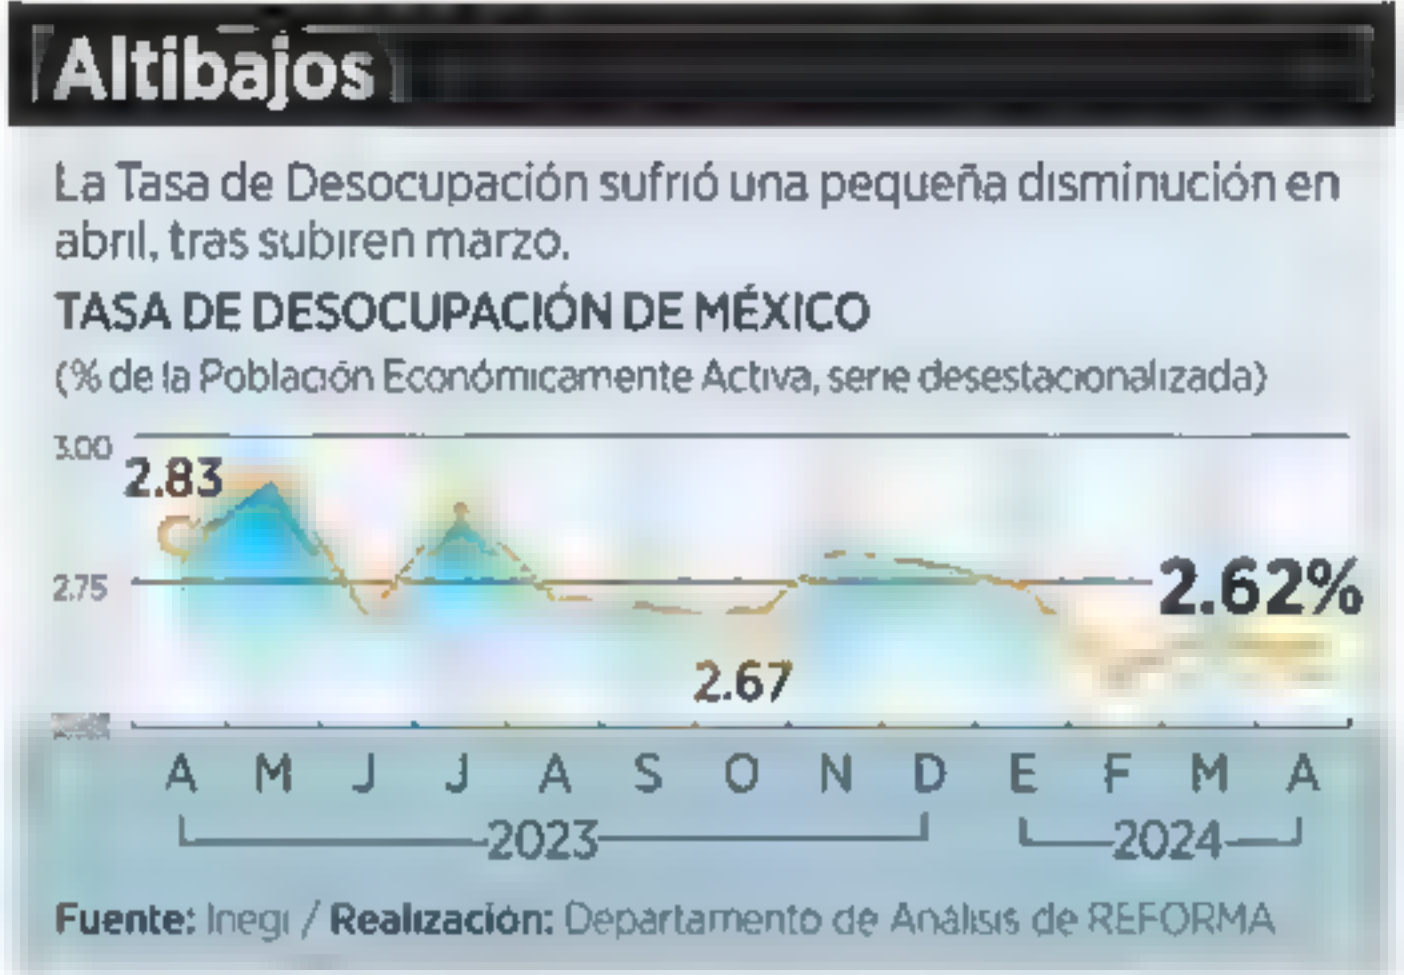 Altibajos
La Tasa de Desocupación sufrió una pequeña disminución en
abril, tras subir en marzo.
TASA DE DESOCUPACIÓN DE MÉXICO
(% de la Población Económicamente Activa, serie desestacionalizada)
3.00
2.83
2.75
2.62%
2.67
A M J J A S O N D E F M A
2023 2024
Fuente: Inegi / Realización: Departamento de Análisis de REFORMA